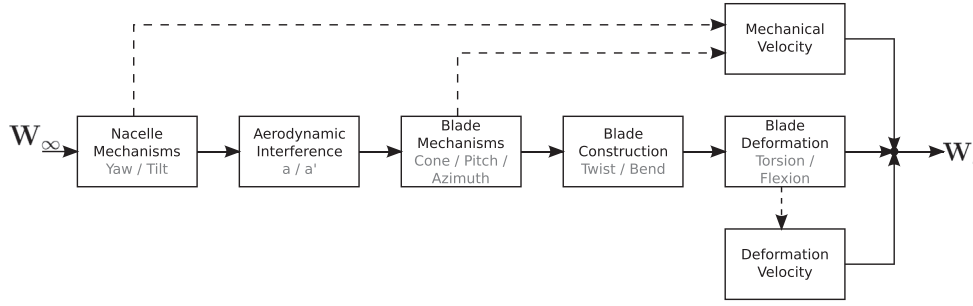 Mechanical
Velocity
W∞
Nacelle
Mechanisms
Yaw / Tilt
Aerodynamic
Interference
a / a'
Blade
Mechanisms
Cone / Pitch /
Azimuth
Blade
Construction
Twist / Bend
Blade
Deformation
Torsion /
Flexion
W
Deformation
Velocity